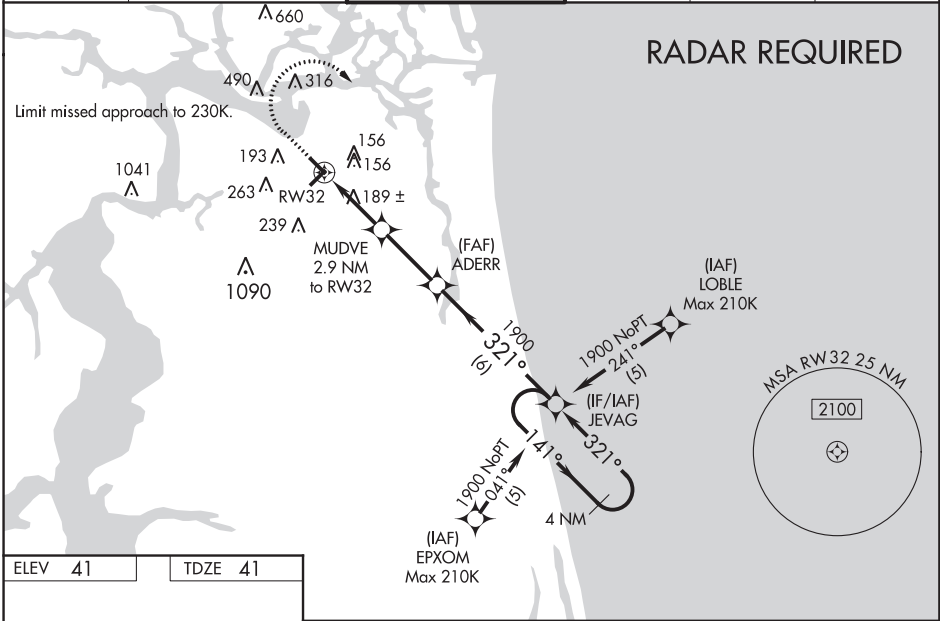 660
RADAR REQUIRED
490
316
Limit missed approach to 230K.
193
156
156
1041
263
RW32
189 ±
239
MUDVE
2.9 NM
to RW32
(FAF)
ADERR
1090
(IAF)
LOBLE
Max 210K
1900
321°
(6)
1900 NoPT
241°
(5)
MSA RW32 25 NM
2100
(IF/IAF)
JEVAG
141°
321°
1900 NoPT
041°
(5)
4 NM
(IAF)
EPXOM
Max 210K
ELEV 41
TDZE 41